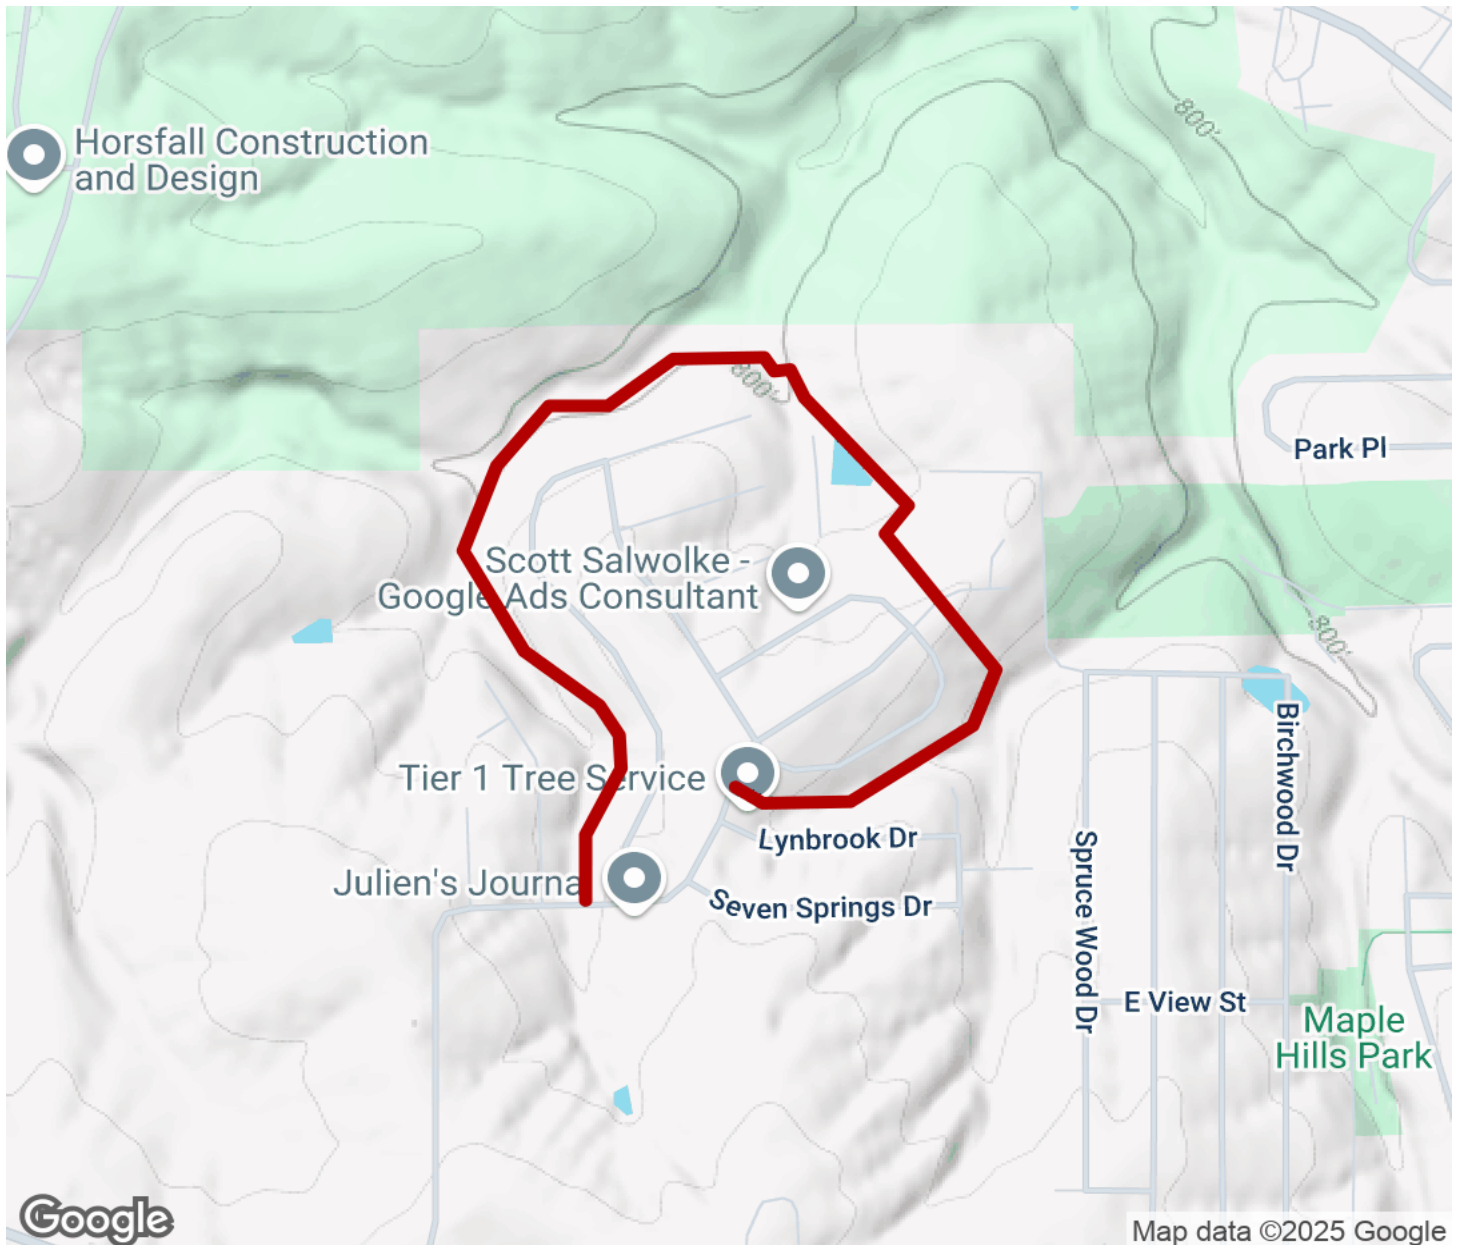 800'
Horsfall Construction
and Design
800'
Park Pl
Scott Salwolke -
Google Ads Consultant
800'
Birchwood Dr
Tier 1 Tree Service
Lynbrook Dr
Spruce Wood Dr
Julien's Journal
Seven Springs Dr
E View St
Maple
Hills Park
Google
Map data ©2025 Google